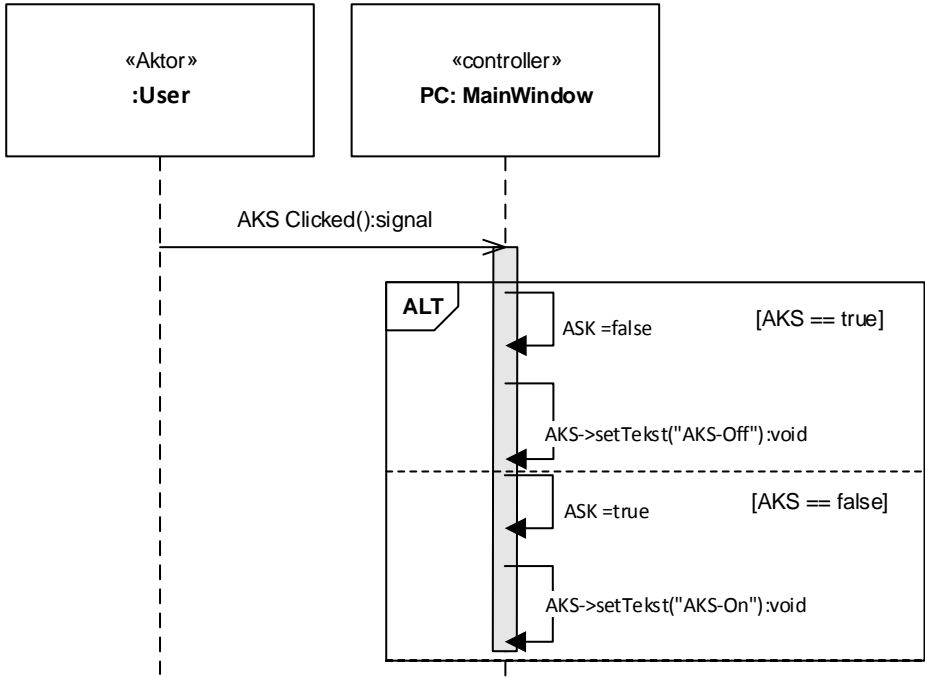 «Aktor»
:User
«controller»
PC: MainWindow
AKS Clicked():signal
ALT
ASK =false
[AKS == true]
AKS->setTekst("AKS-Off"):void
ASK =true
[AKS == false]
AKS->setTekst("AKS-On"):void